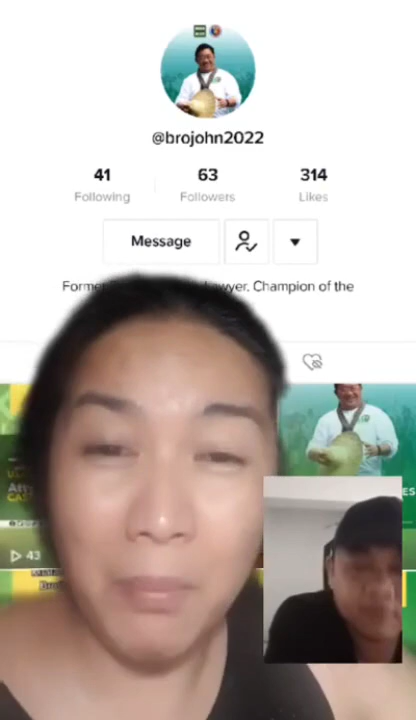 @brojohn2022
41 63 314
Following Followers Likes
Message
Former lawyer. Champion of the
43